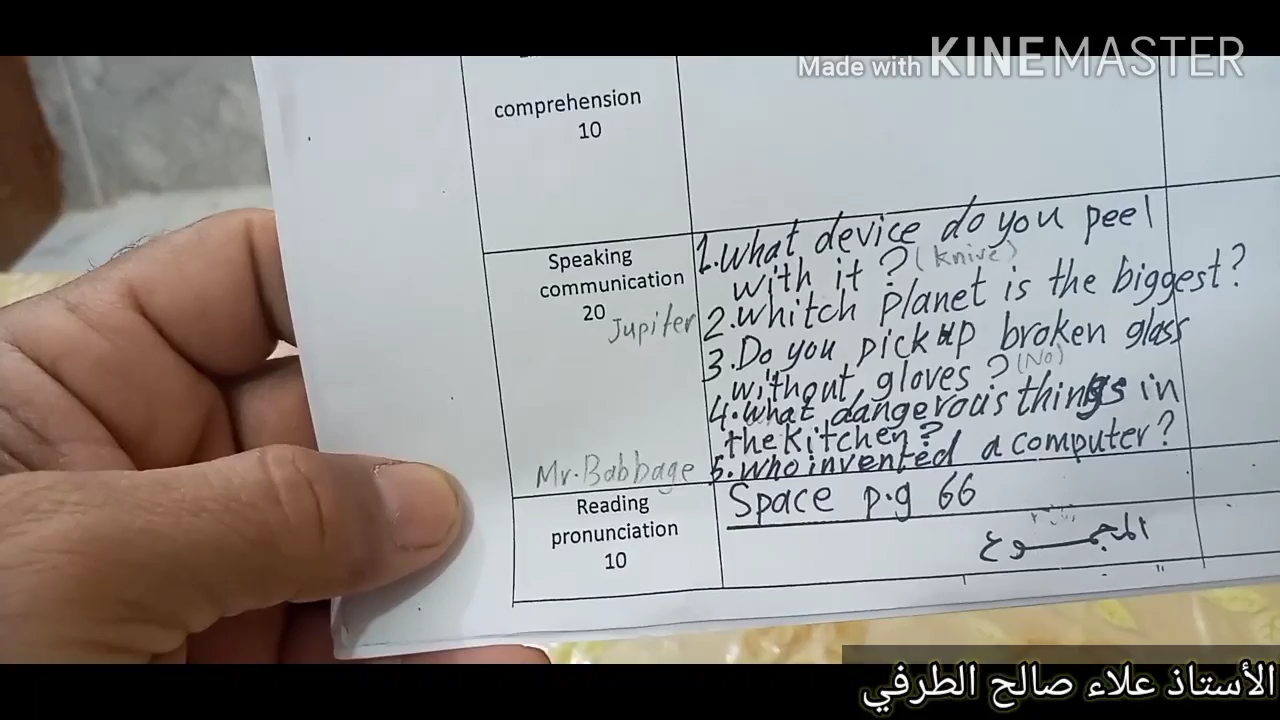 Made with KINEMASTER
comprehension
10
Speaking
communication
20
Jupiter
Mr.Babbage
1.What device do you peel
with it ? (knive)
2.Whitch planet is the biggest?
3.Do you pick up broken glass
without gloves ? (No)
4.what dangerous things in
the kitchen?
5.who invented a computer?
Reading
pronunciation
10
Space p.g 66
المجموع
الأستاذ علاء صالح الطرفي